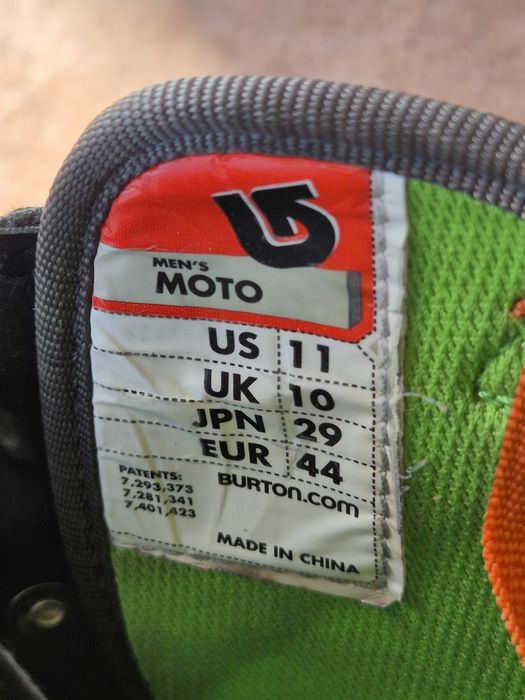 MEN'S
MOTO
US 11
UK 10
JPN 29
EUR 44
PATENTS:
7,293,373
7,281,341
7,401,423
BURTON.COM
MADE IN CHINA